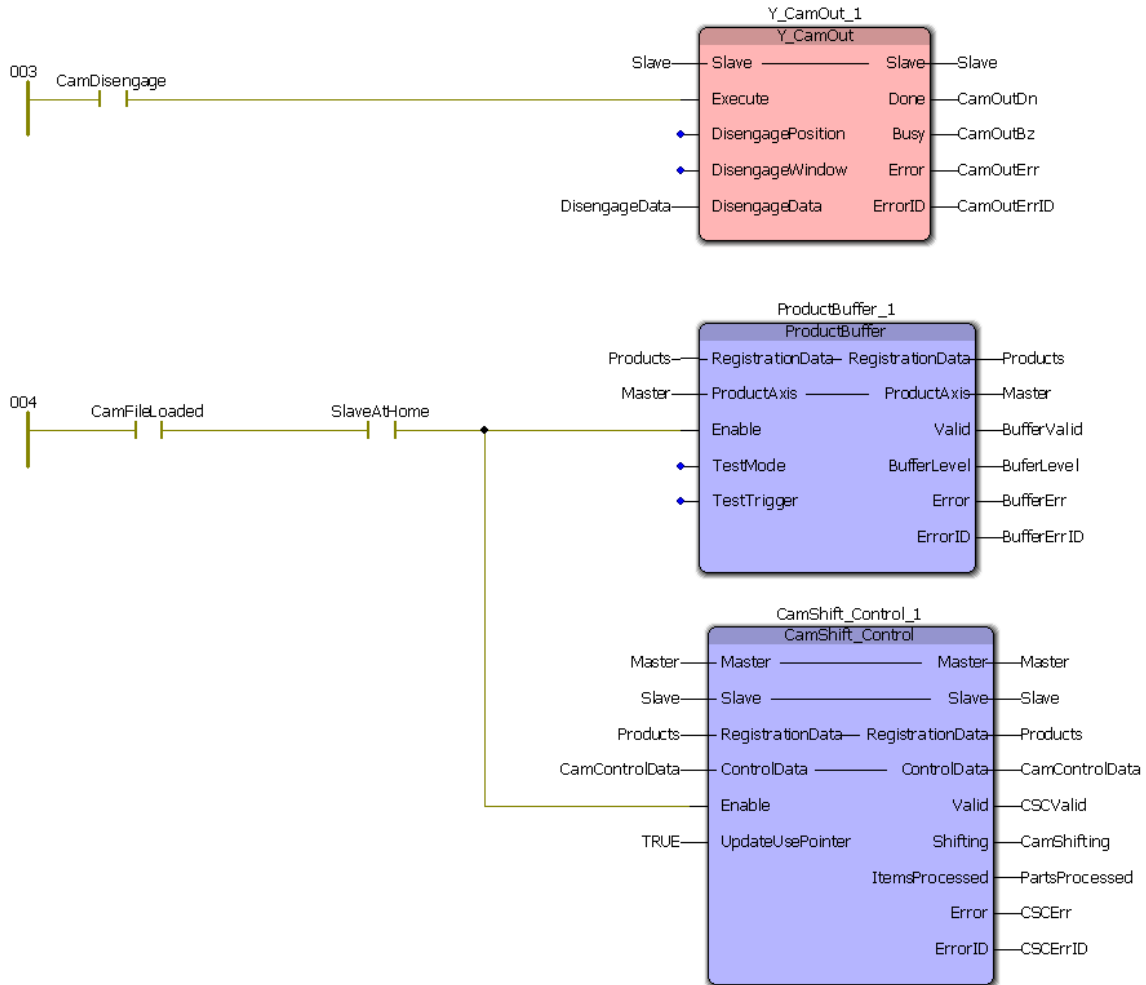 Y_CamOut_1
Y_CamOut
Slave Slave Slave Slave
003
CamDisengage
Execute Done CamOutDn
DisengagePosition Busy CamOutBz
DisengageWindow Error CamOutErr
DisengageData DisengageData ErrorID CamOutErrID
ProductBuffer_1
ProductBuffer
Products RegistrationData RegistrationData Products
Master ProductAxis ProductAxis Master
004
CamFileLoaded SlaveAtHome
Enable Valid BufferValid
TestMode BufferLevel BuferLevel
TestTrigger Error BufferErr
ErrorID BufferErrID
CamShift_Control_1
CamShift_Control
Master Master Master Master
Slave Slave Slave Slave
Products RegistrationData RegistrationData Products
CamControlData ControlData ControlData CamControlData
Enable Valid CSCValid
TRUE UpdateUsePointer Shifting CamShifting
ItemsProcessed PartsProcessed
Error CSCErr
ErrorID CSCErrID